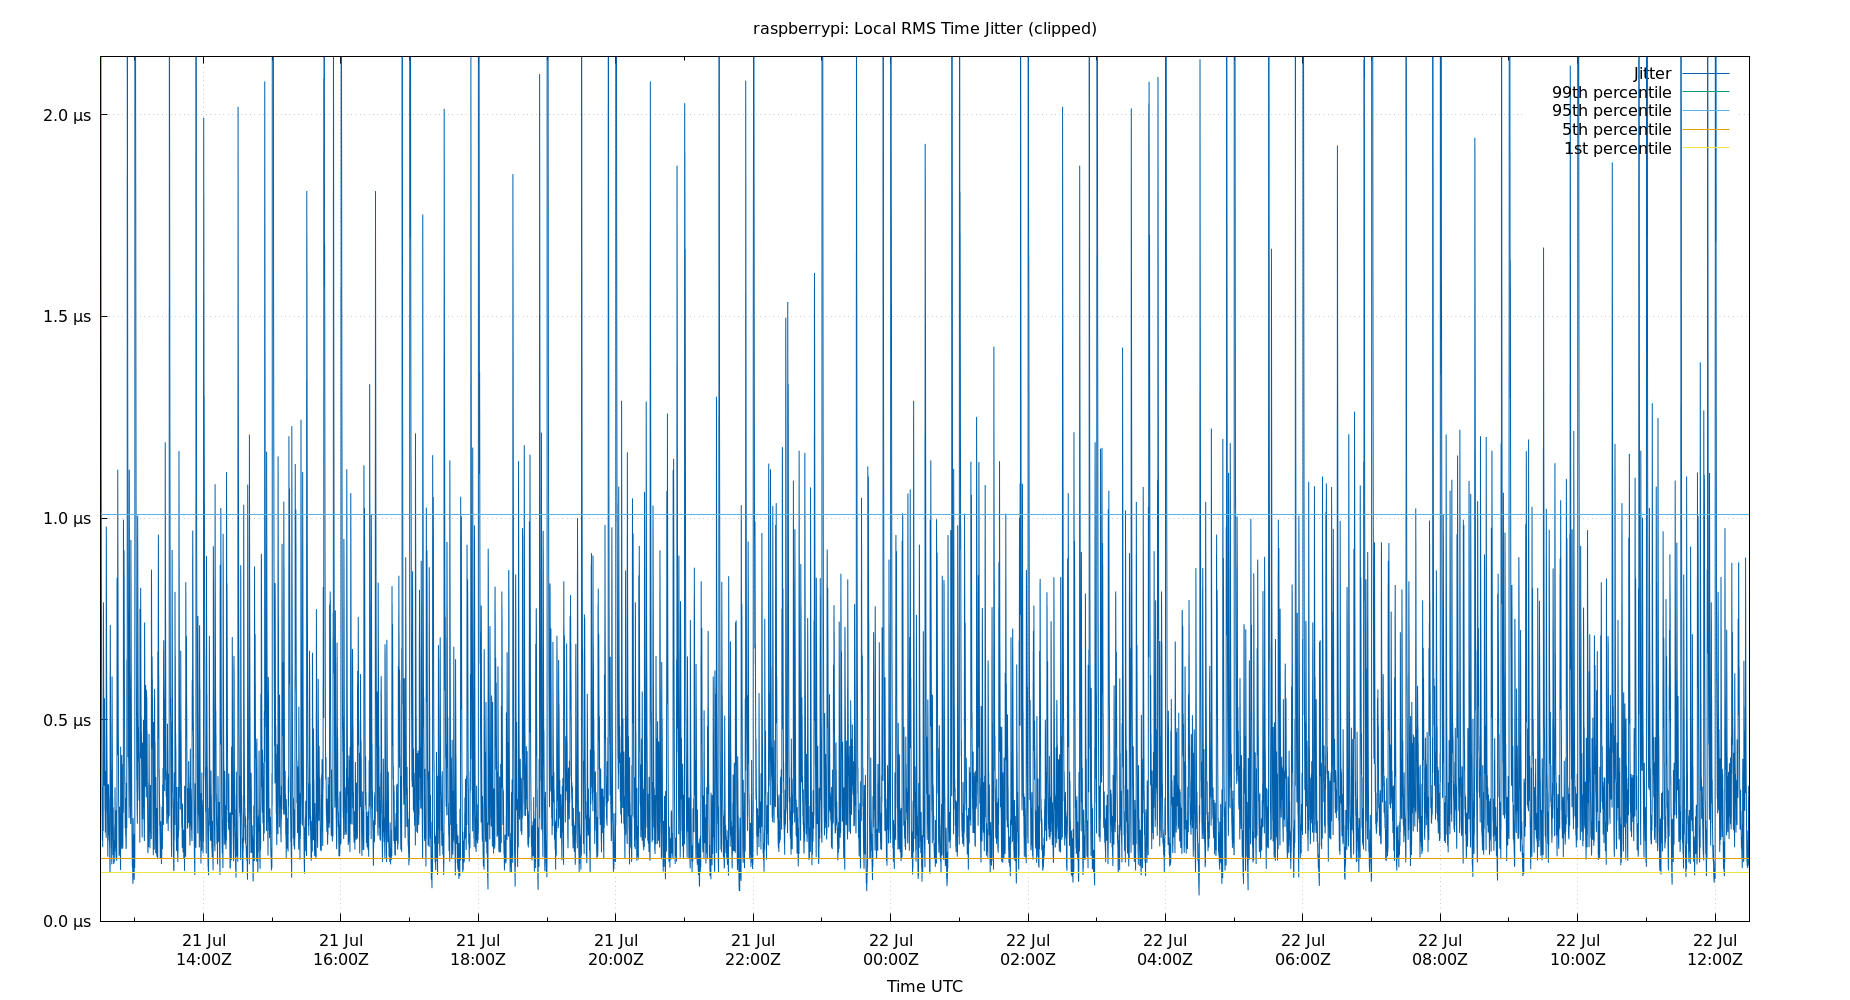 raspberrypi: Local RMS Time Jitter (clipped)
Jitter
99th percentile
95th percentile
5th percentile
1st percentile
2.0 µs
1.5 µs
1.0 µs
0.5 µs
0.0 µs
21 Jul 21 Jul 21 Jul 21 Jul 21 Jul 22 Jul 22 Jul 22 Jul 22 Jul 22 Jul 22 Jul 22 Jul
14:00Z 16:00Z 18:00Z 20:00Z 22:00Z 00:00Z 02:00Z 04:00Z 06:00Z 08:00Z 10:00Z 12:00Z
Time UTC